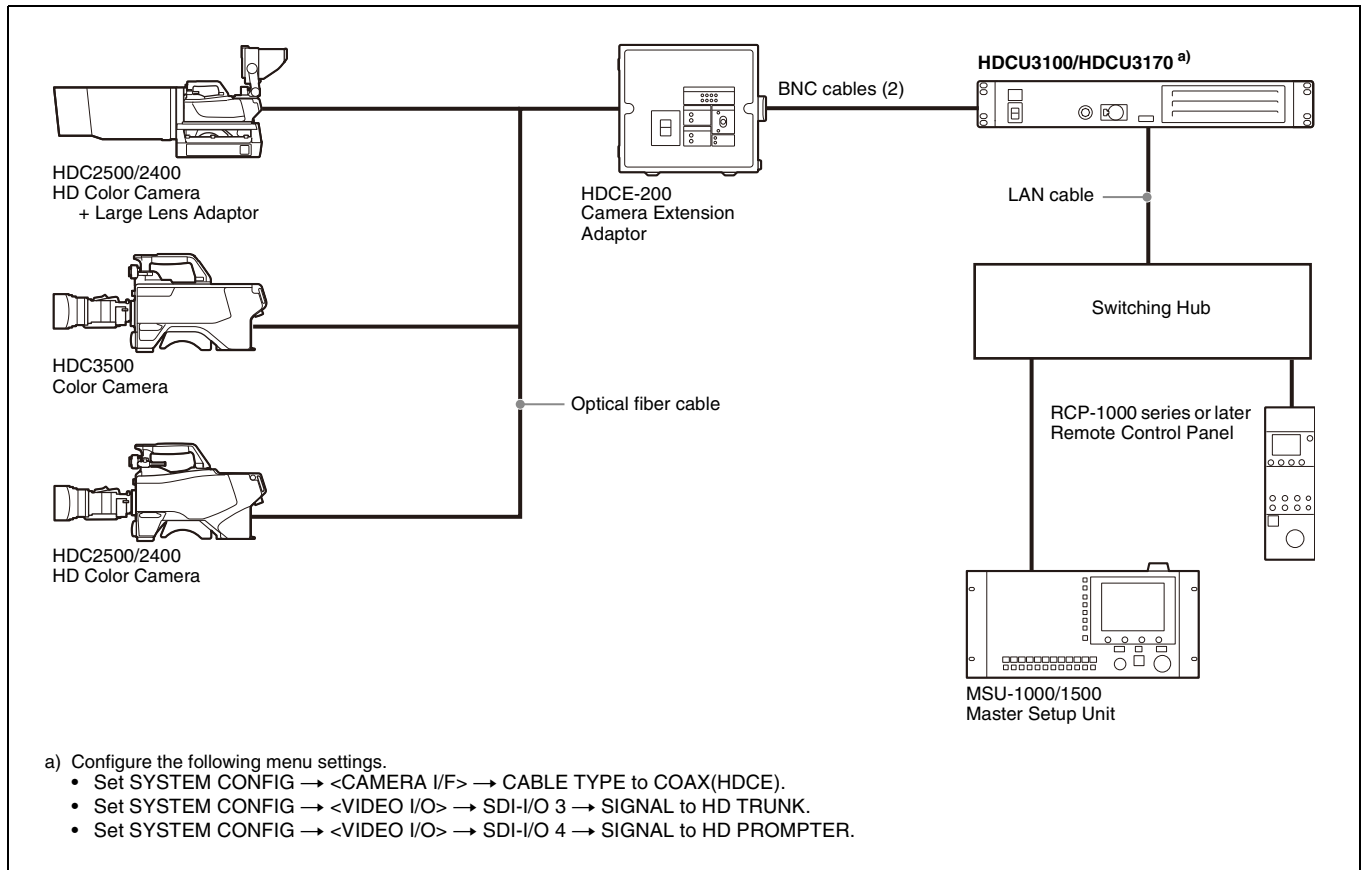 HDCU3100/HDCU3170 a)
BNC cables (2)
HDC2500/2400
HD Color Camera
+ Large Lens Adaptor
HDCE-200
Camera Extension
Adaptor
LAN cable
Switching Hub
HDC3500
Color Camera
Optical fiber cable
RCP-1000 series or later
Remote Control Panel
HDC2500/2400
HD Color Camera
MSU-1000/1500
Master Setup Unit
a) Configure the following menu settings.
• Set SYSTEM CONFIG → <CAMERA I/F> → CABLE TYPE to COAX(HDCE).
• Set SYSTEM CONFIG → <VIDEO I/O> → SDI-I/O 3 → SIGNAL to HD TRUNK.
• Set SYSTEM CONFIG → <VIDEO I/O> → SDI-I/O 4 → SIGNAL to HD PROMPTER.